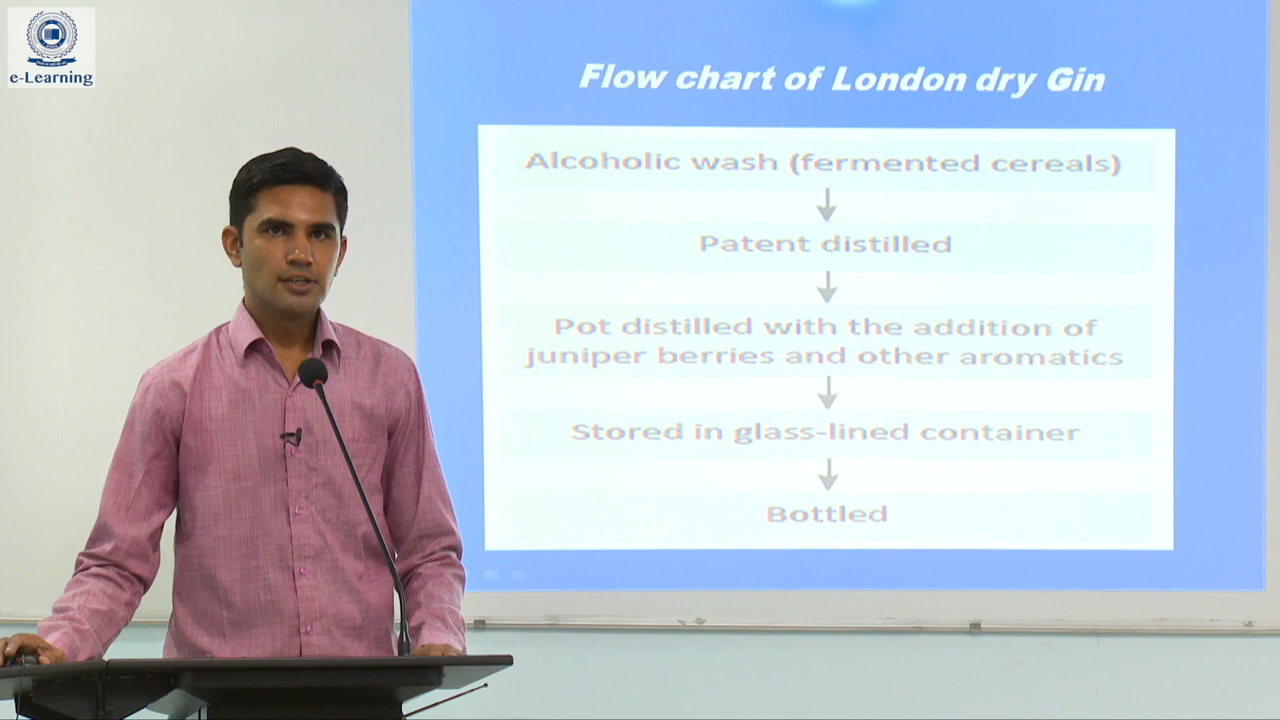 e-Learning
Flow chart of London dry Gin
Alcoholic wash (fermented cereals)
Patent distilled
Pot distilled with the addition of
juniper berries and other aromatics
Stored in glass-lined container
Bottled